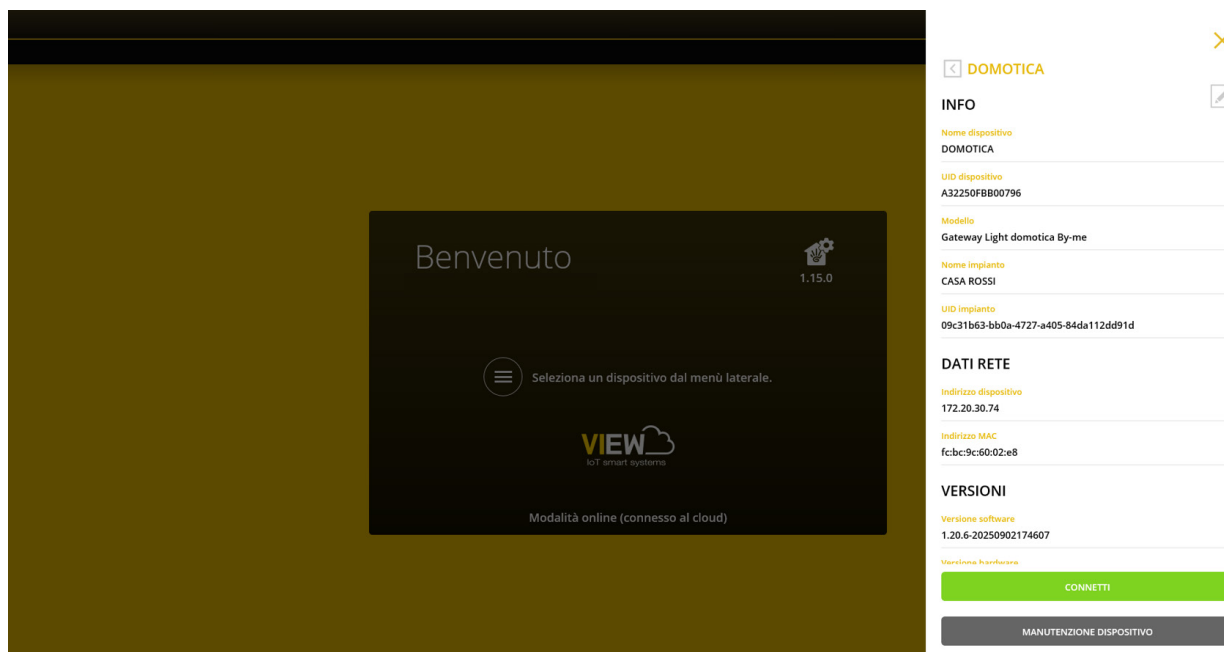 Benvenuto
1.15.0
Seleziona un dispositivo dal menù laterale.
VIEW
IoT smart systems
Modalità online (connesso al cloud)
DOMOTICA
INFO
Nome dispositivo
DOMOTICA
UID dispositivo
A32250FBB00796
Modello
Gateway Light domotica By-me
Nome impianto
CASA ROSSI
UID impianto
09c31b63-bb0a-4727-a405-84da112dd91d
DATI RETE
Indirizzo dispositivo
172.20.30.74
Indirizzo MAC
fc:bc:9c:60:02:e8
VERSIONI
Versione software
1.20.6-20250902174607
Versione hardware
CONNETTI
MANUTENZIONE DISPOSITIVO